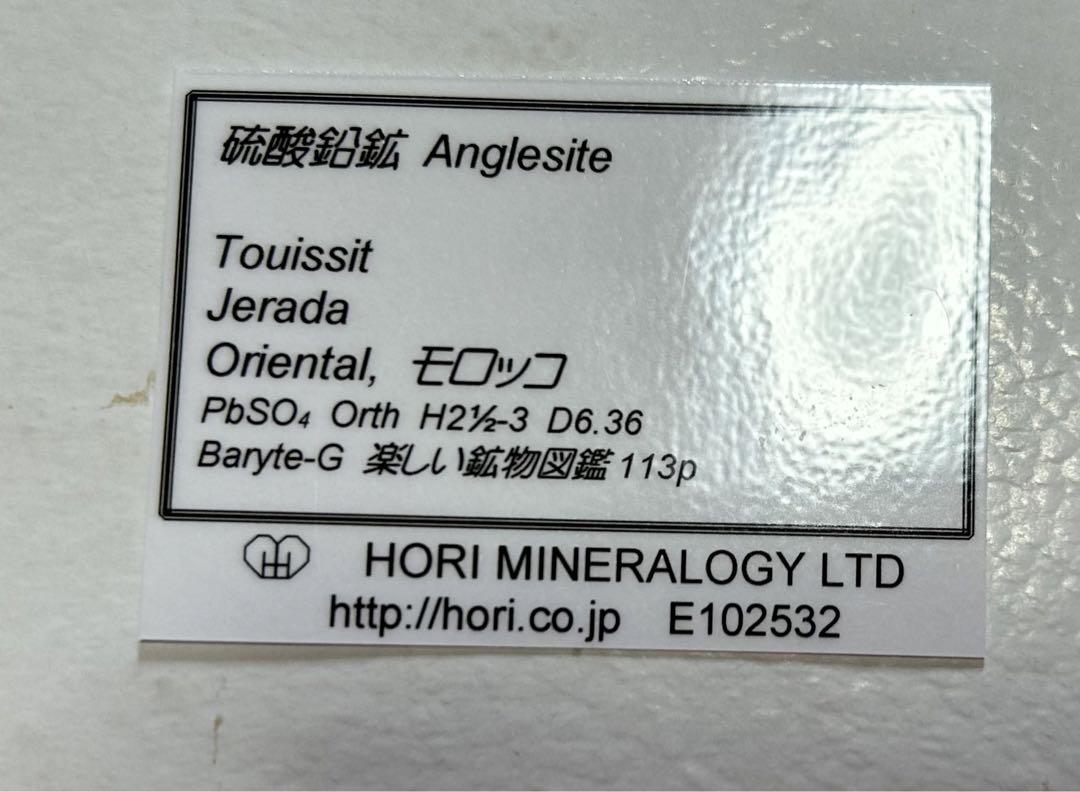 硫酸鉛鉱 Anglesite
Touissit
Jerada
Oriental, モロッコ
PbSO₄ Orth H2½-3 D6.36
Baryte-G 楽しい鉱物図鑑 113p
HORI MINERALOGY LTD
http://hori.co.jp E102532